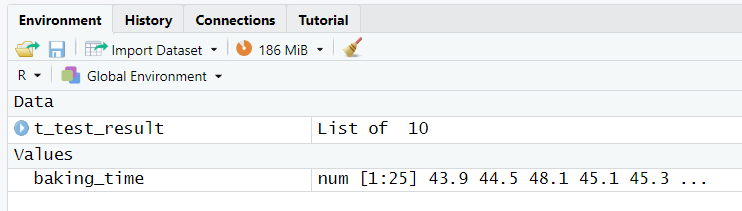 Environment History Connections Tutorial
Import Dataset 186 MiB
R Global Environment
Data
t_test_result List of 10
Values
baking_time num [1:25] 43.9 44.5 48.1 45.1 45.3 ...